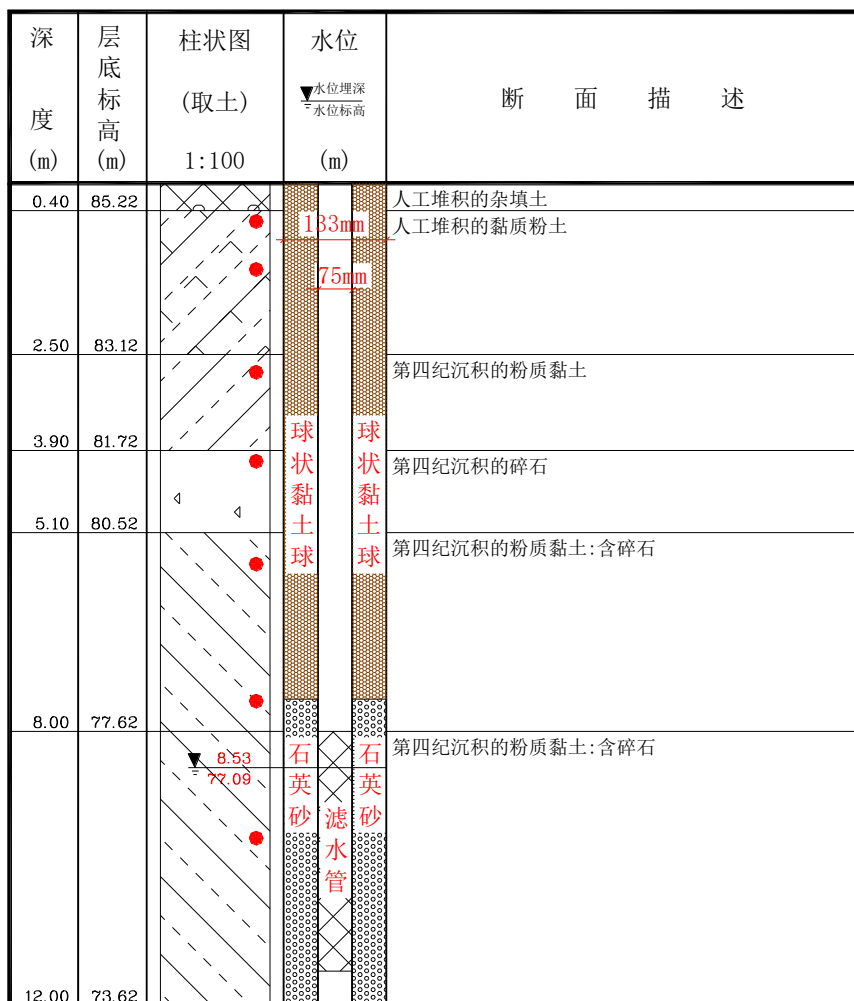 深度(m)
层底标高(m)
柱状图
(取土)
1:100
水位
水位埋深
水位标高
(m)
断面描述
0.40 85.22 人工堆积的杂填土
人工堆积的黏质粉土
133mm
75mm
2.50 83.12
第四纪沉积的粉质黏土
3.90 81.72
球状黏土球
球状黏土球
第四纪沉积的碎石
5.10 80.52
第四纪沉积的粉质黏土:含碎石
8.00 77.62
第四纪沉积的粉质黏土:含碎石
8.53
77.09
石英砂
滤水管
石英砂
12.00 73.62